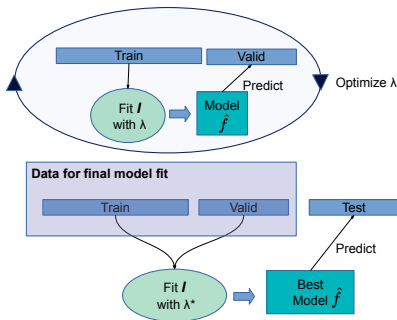 Train
Valid
Predict
Optimize λ
Fit I
with λ
Model
f̂
Data for final model fit
Train
Valid
Test
Predict
Fit I
with λ*
Best
Model f̂